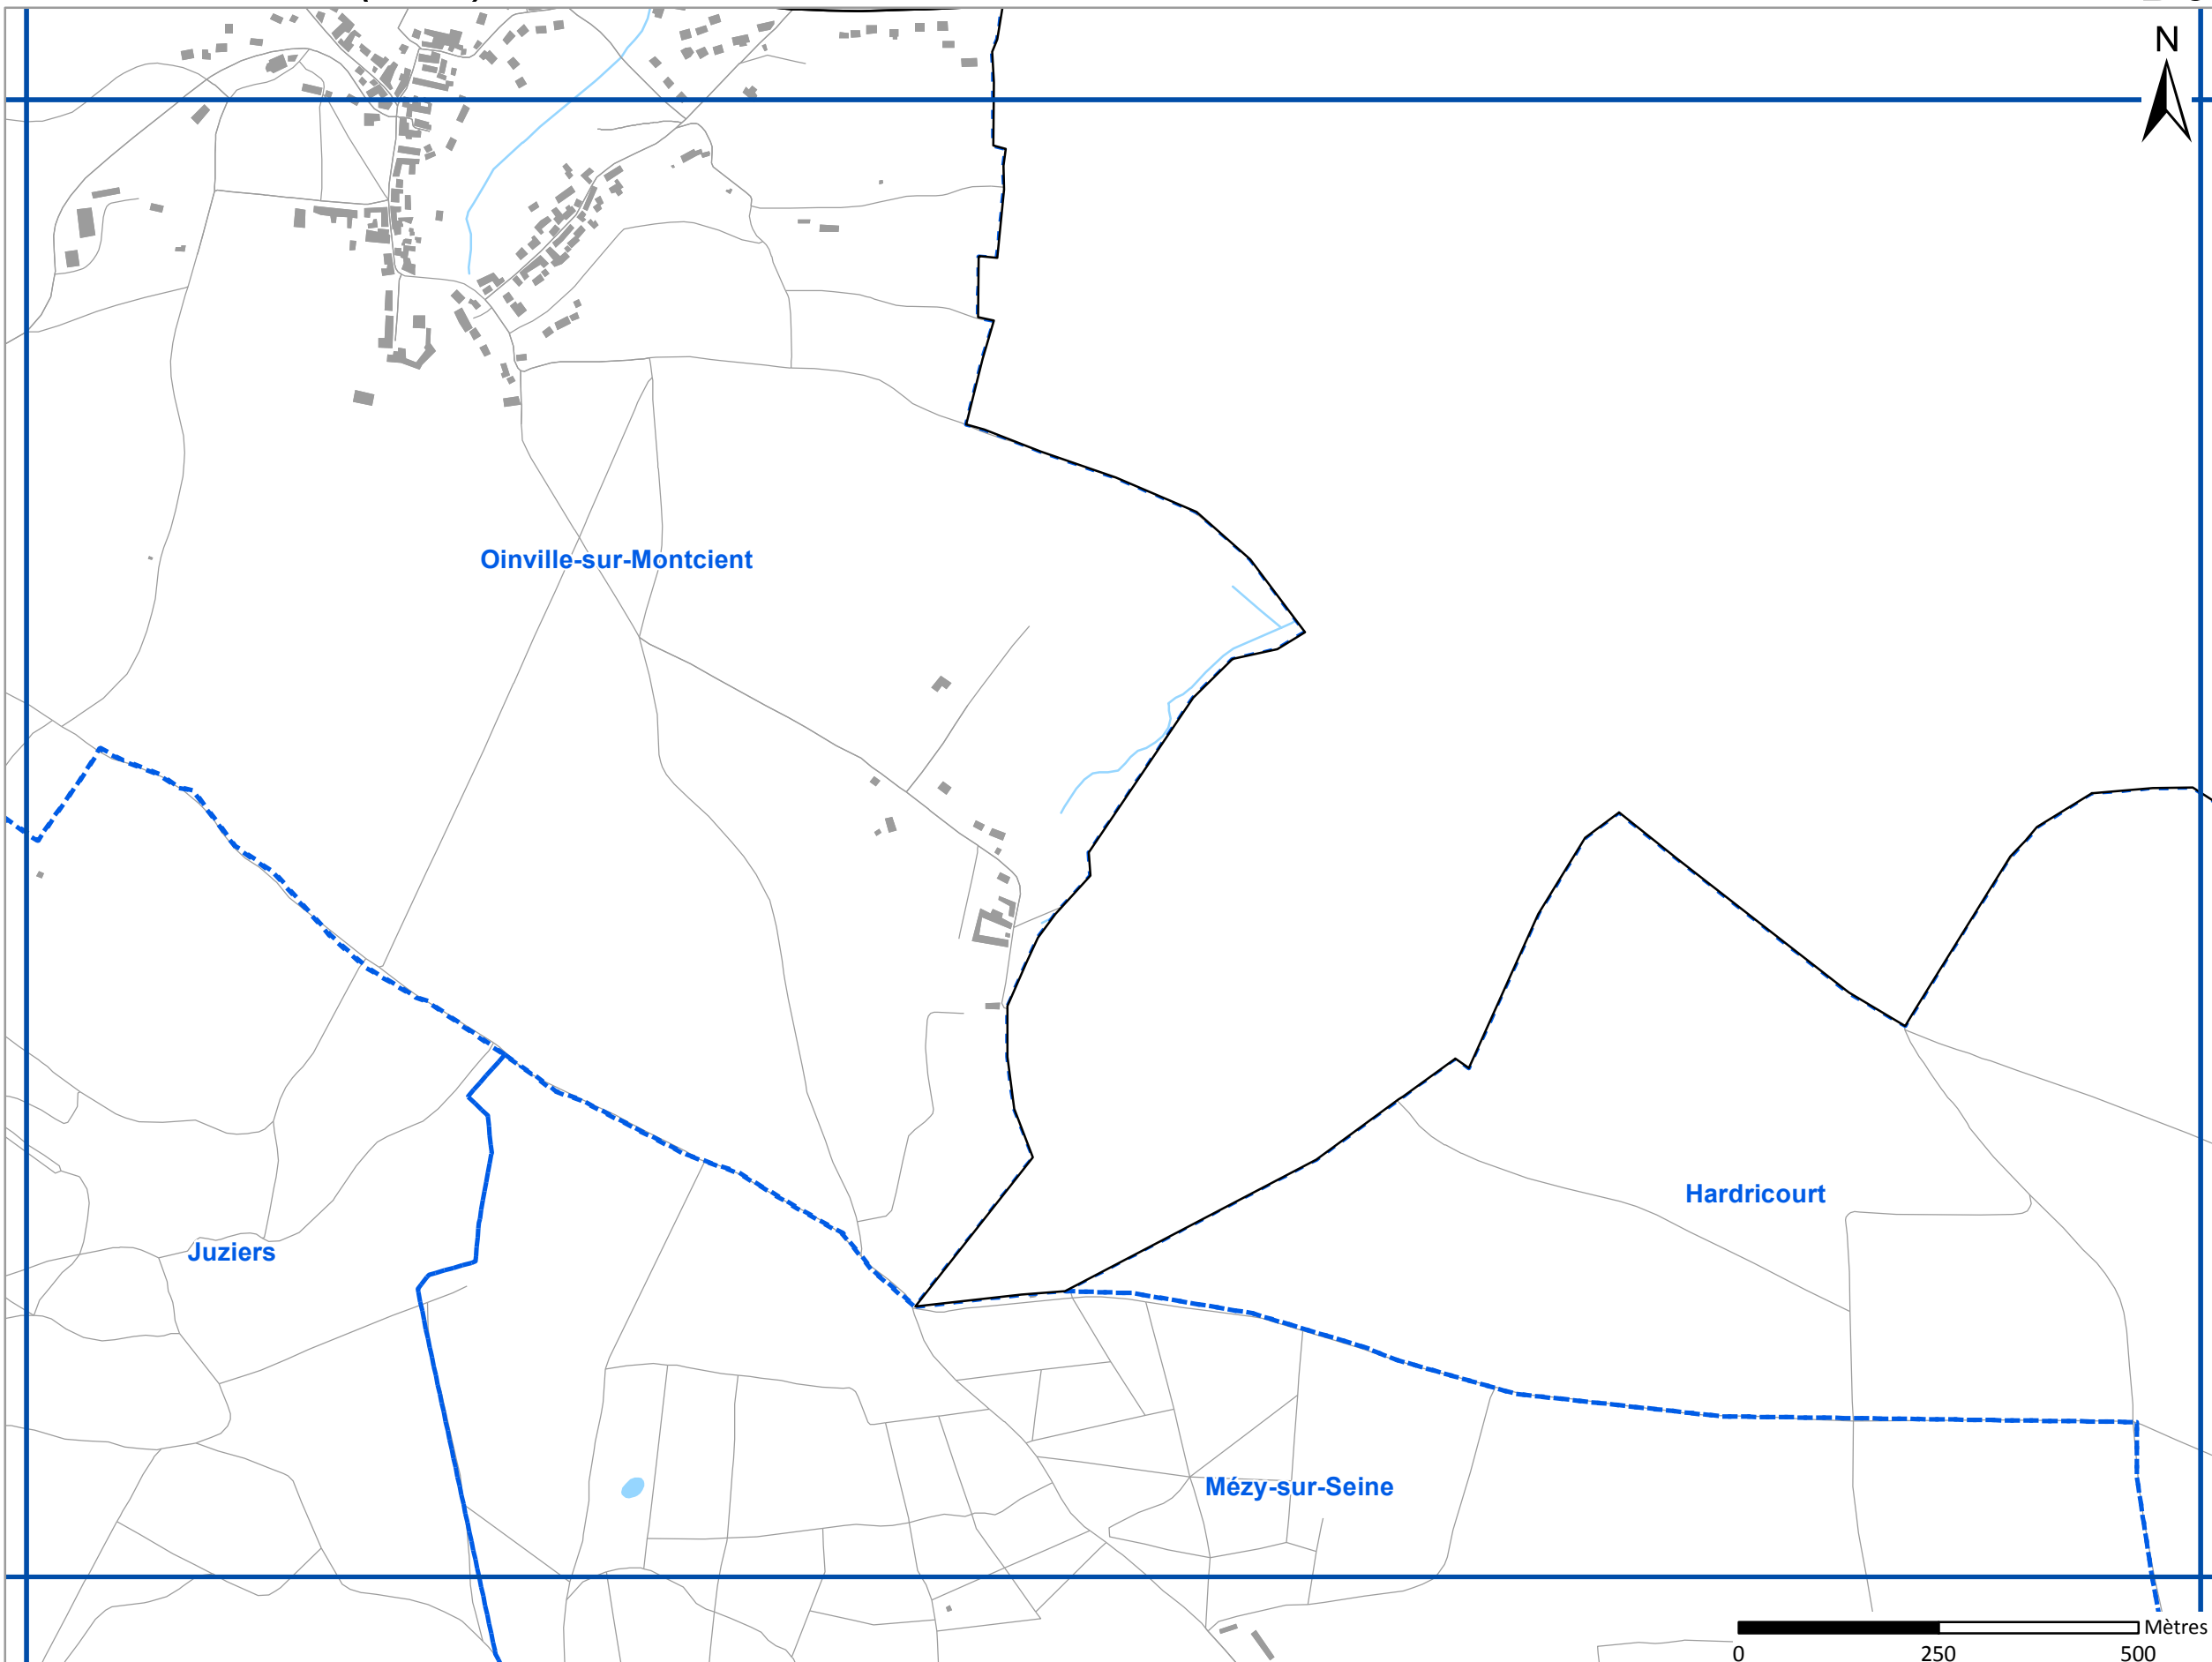 N
Oinville-sur-Montcient
Hardricourt
Juziers
Mézy-sur-Seine
Mètres
0 250 500